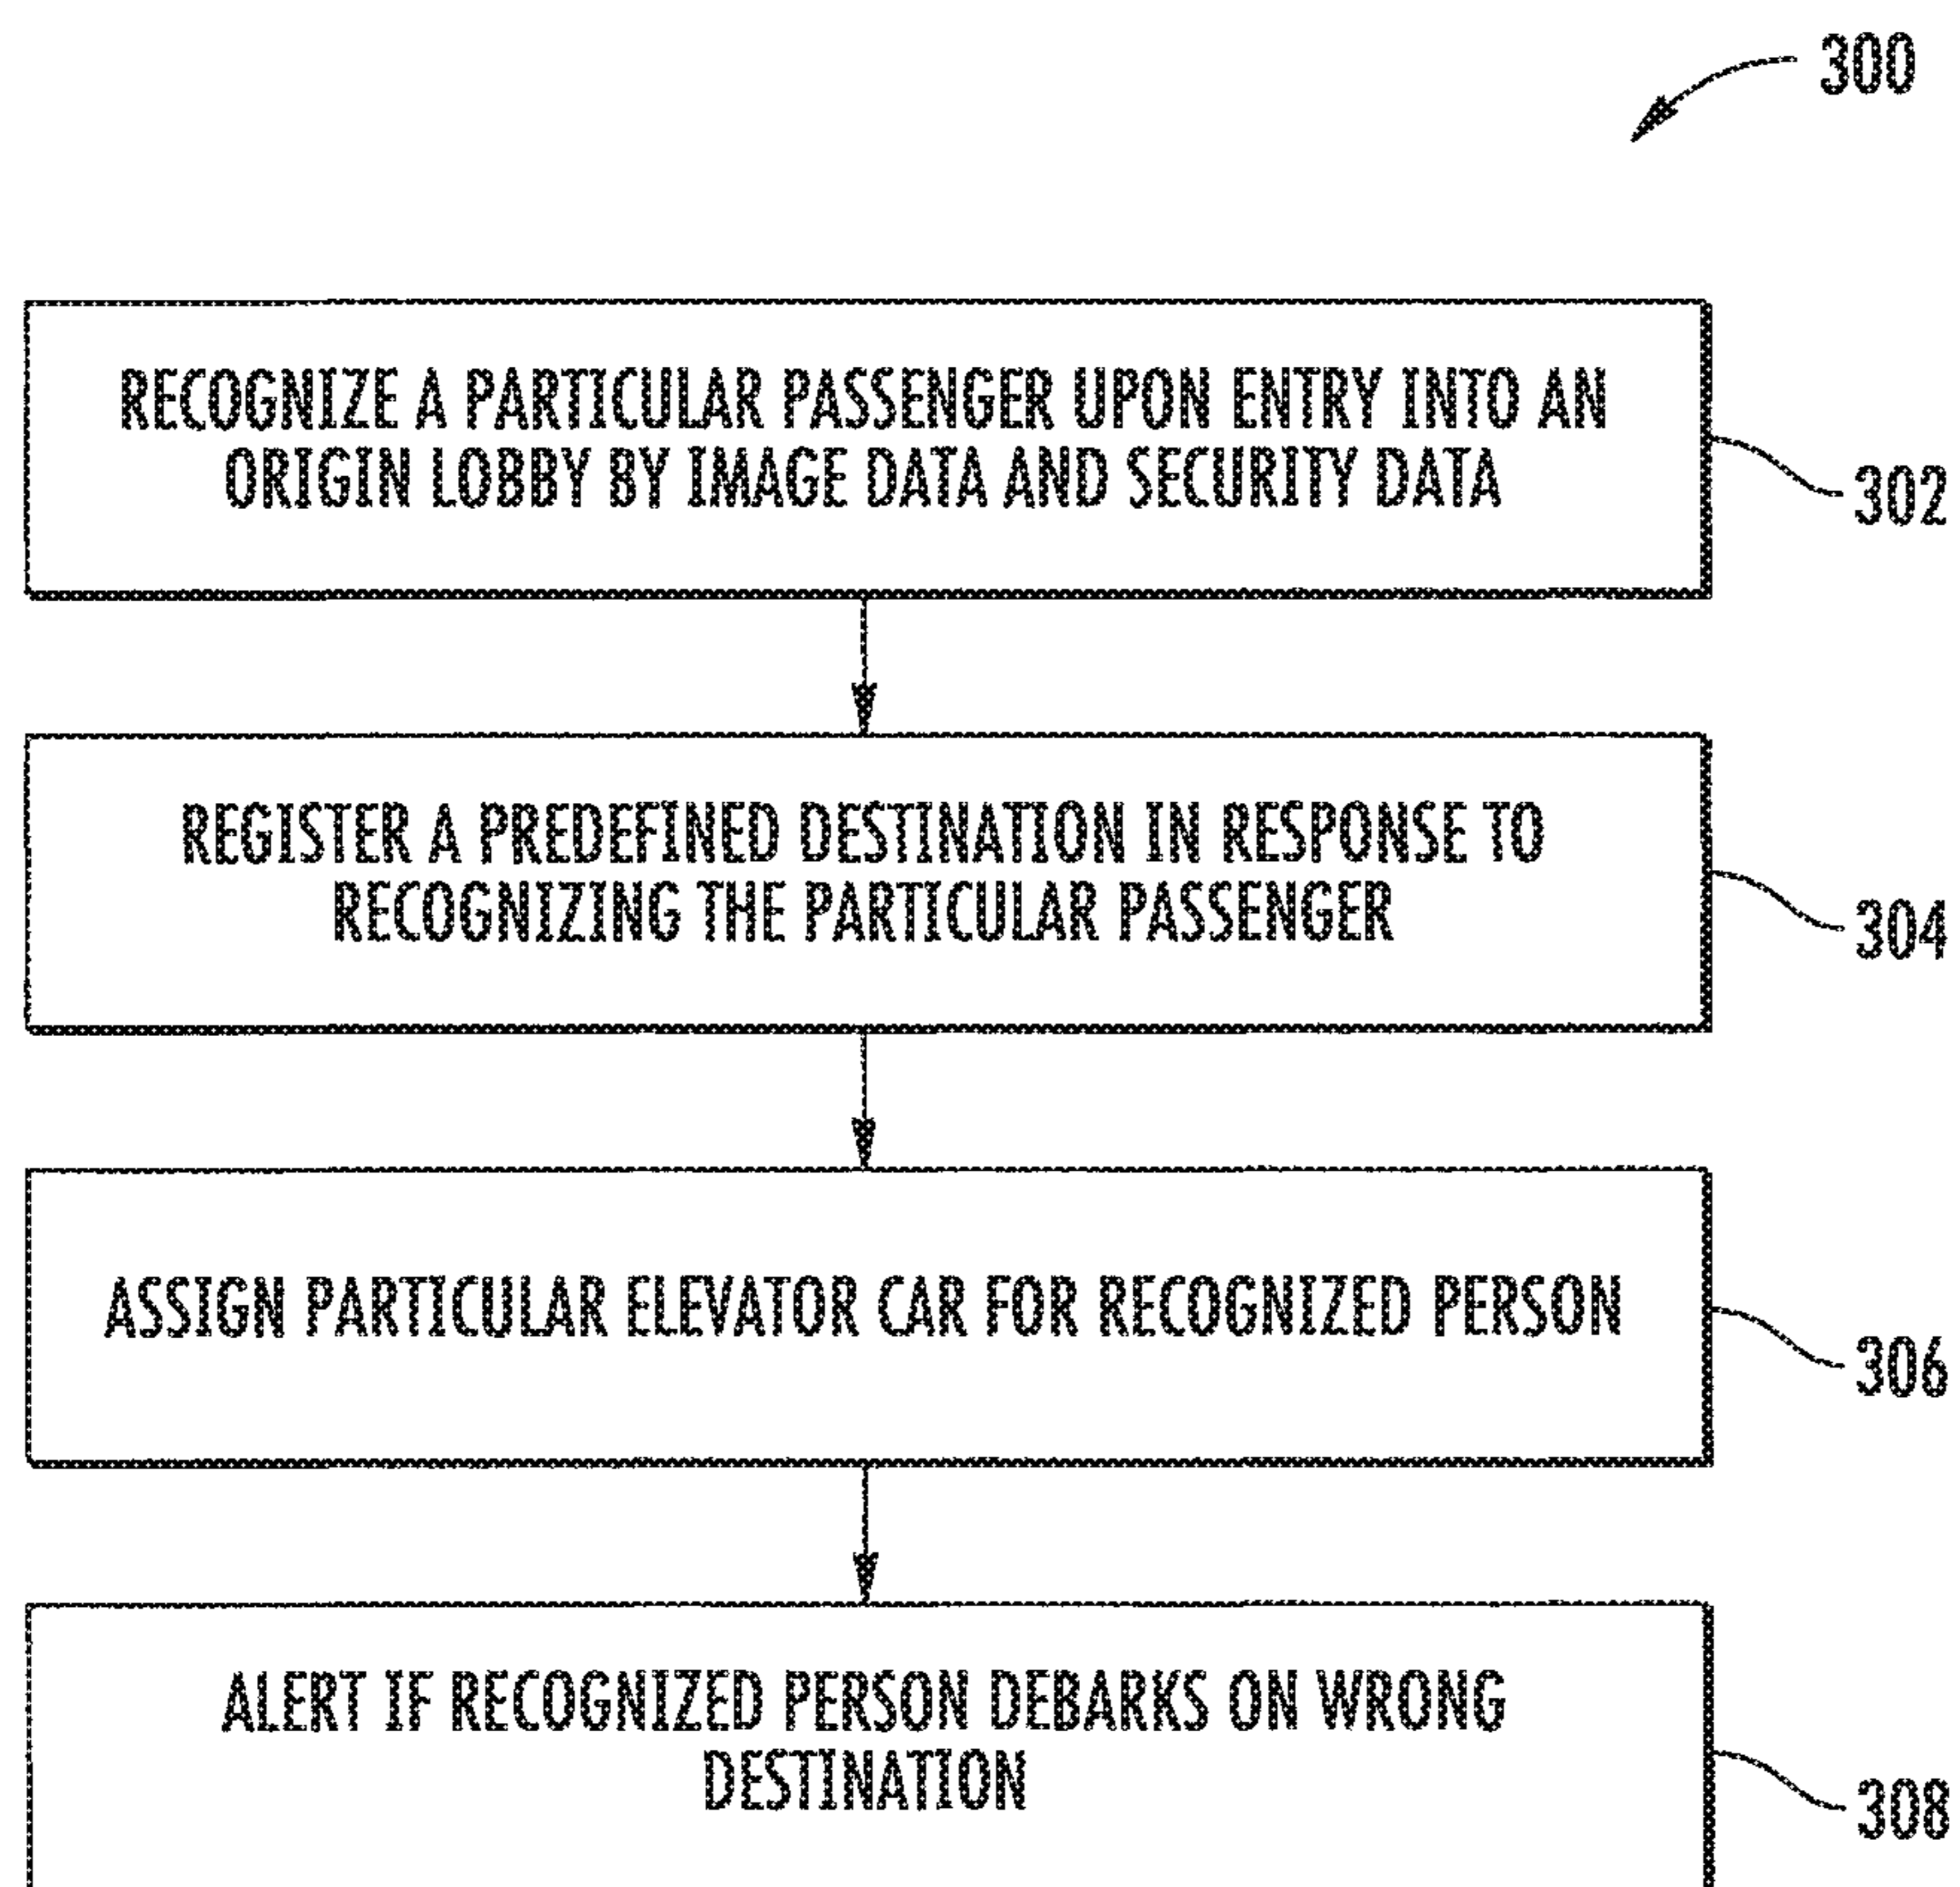 300
RECOGNIZE A PARTICULAR PASSENGER UPON ENTRY INTO AN
ORIGIN LOBBY BY IMAGE DATA AND SECURITY DATA
302
REGISTER A PREDEFINED DESTINATION IN RESPONSE TO
RECOGNIZING THE PARTICULAR PASSENGER
304
ASSIGN PARTICULAR ELEVATOR CAR FOR RECOGNIZED PERSON
306
ALERT IF RECOGNIZED PERSON DEBARKS ON WRONG
DESTINATION
308